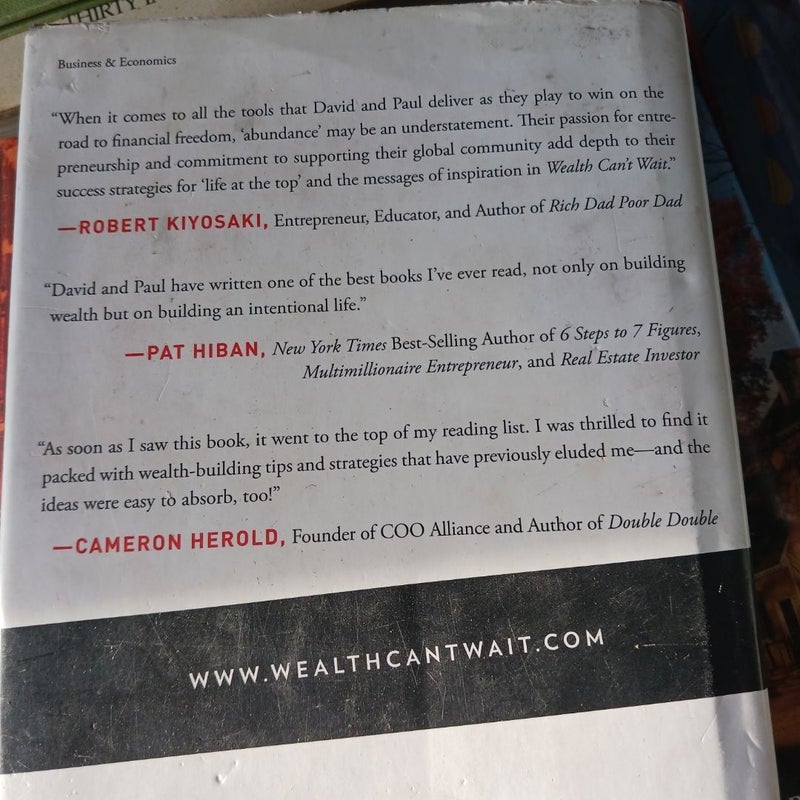 THIRTY
Business & Economics
“When it comes to all the tools that David and Paul deliver as they play to win on the
road to financial freedom, ‘abundance’ may be an understatement. Their passion for entre-
preneurship and commitment to supporting their global community add depth to their
success strategies for ‘life at the top’ and the messages of inspiration in Wealth Can’t Wait.”
—ROBERT KIYOSAKI, Entrepreneur, Educator, and Author of Rich Dad Poor Dad
“David and Paul have written one of the best books I’ve ever read, not only on building
wealth but on building an intentional life.”
—PAT HIBAN, New York Times Best-Selling Author of 6 Steps to 7 Figures,
Multimillionaire Entrepreneur, and Real Estate Investor
“As soon as I saw this book, it went to the top of my reading list. I was thrilled to find it
packed with wealth-building tips and strategies that have previously eluded me—and the
ideas were easy to absorb, too!”
—CAMERON HEROLD, Founder of COO Alliance and Author of Double Double
WWW.WEALTHCANTWAIT.COM